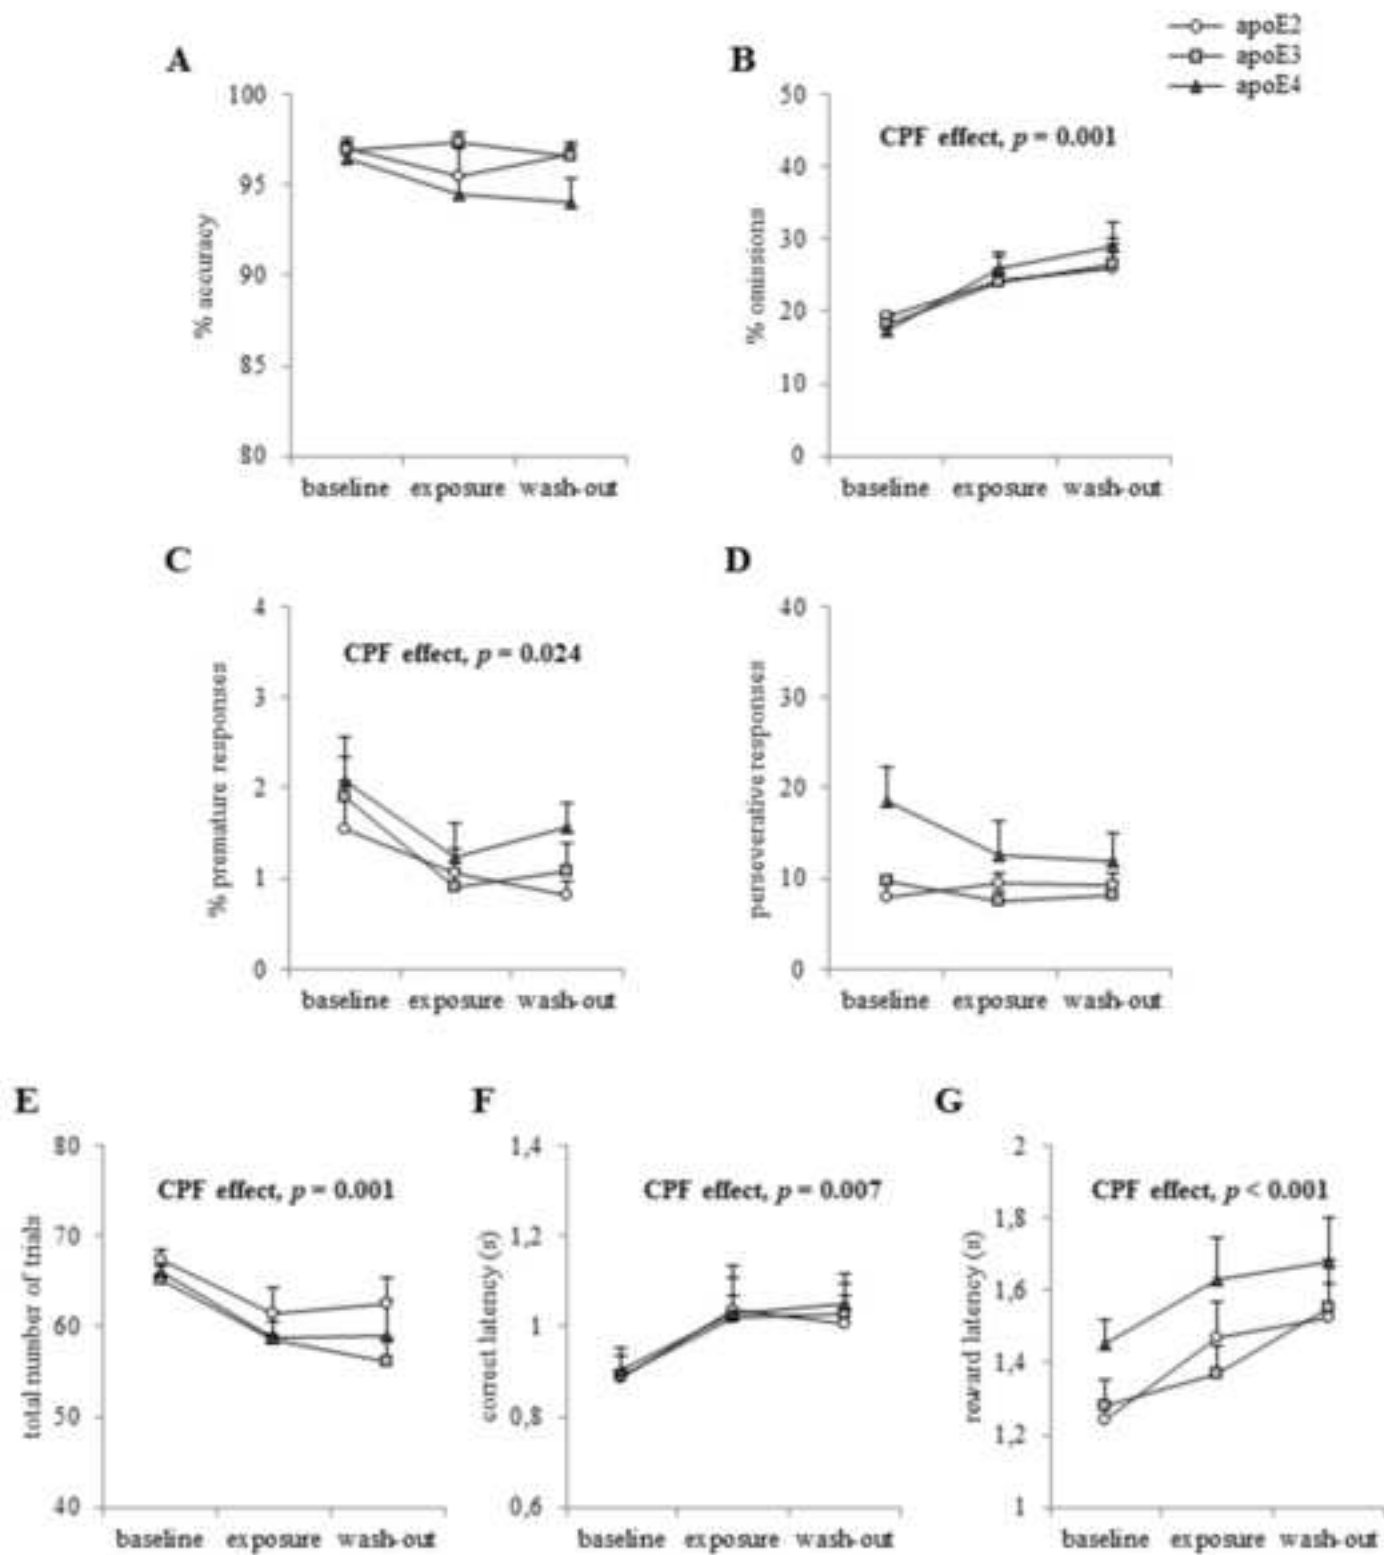 apoE2
apoE3
apoE4
A
100
95
90
85
80
% accuracy
baseline exposure wash-out
B
CPF effect, p = 0.001
50
40
30
20
10
0
% omissions
baseline exposure wash-out
C
CPF effect, p = 0.024
4
3
2
1
0
% premature responses
baseline exposure wash-out
D
40
30
20
10
0
perseverative responses
baseline exposure wash-out
E
CPF effect, p = 0.001
80
70
60
50
40
total number of trials
baseline exposure wash-out
F
CPF effect, p = 0.007
1,4
1,2
1
0,8
0,6
correct latency (s)
baseline exposure wash-out
G
CPF effect, p < 0.001
2
1,8
1,6
1,4
1,2
1
reward latency (s)
baseline exposure wash-out